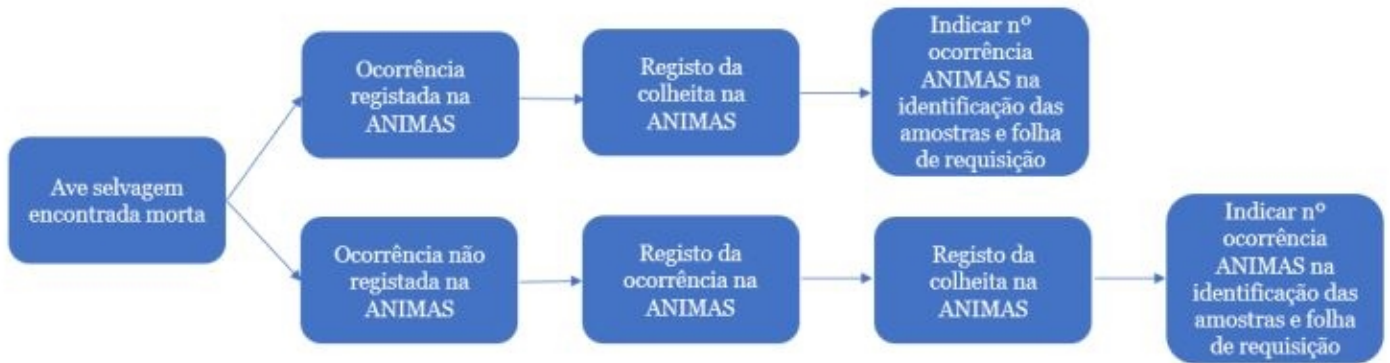 Ave selvagem
encontrada morta
Ocorrência
registada na
ANIMAS
Registo da
colheita na
ANIMAS
Indicar nº
ocorrência
ANIMAS na
identificação das
amostras e folha
de requisição
Ocorrência não
registada na
ANIMAS
Registo da
ocorrência na
ANIMAS
Registo da
colheita na
ANIMAS
Indicar nº
ocorrência
ANIMAS na
identificação das
amostras e folha
de requisição